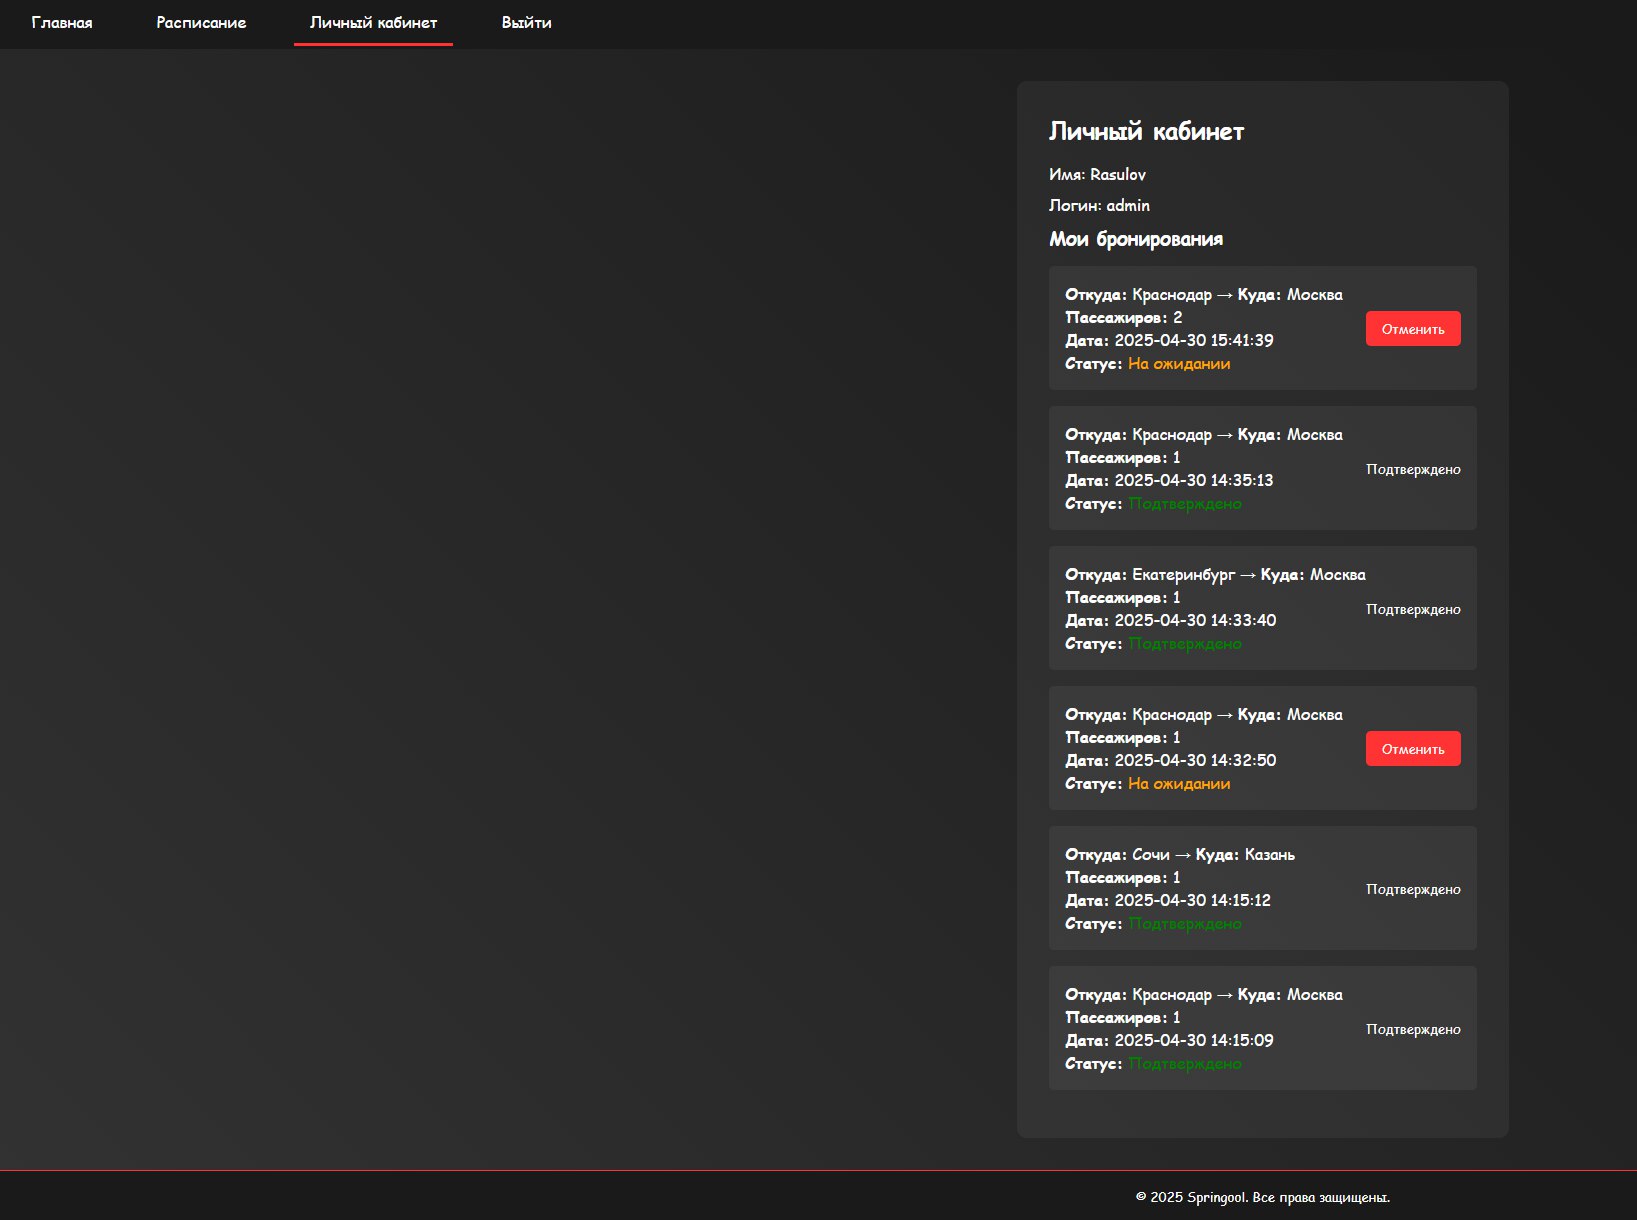 Главная Расписание Личный кабинет Выйти
Личный кабинет
Имя: Rasulov
Логин: admin
Мои бронирования
Откуда: Краснодар → Куда: Москва
Пассажиров: 2
Дата: 2025-04-30 15:41:39
Статус: На ожидании
Отменить
Откуда: Краснодар → Куда: Москва
Пассажиров: 1
Дата: 2025-04-30 14:35:13
Статус: Подтверждено
Подтверждено
Откуда: Екатеринбург → Куда: Москва
Пассажиров: 1
Дата: 2025-04-30 14:33:40
Статус: Подтверждено
Подтверждено
Откуда: Краснодар → Куда: Москва
Пассажиров: 1
Дата: 2025-04-30 14:32:50
Статус: На ожидании
Отменить
Откуда: Сочи → Куда: Казань
Пассажиров: 1
Дата: 2025-04-30 14:15:12
Статус: Подтверждено
Подтверждено
Откуда: Краснодар → Куда: Москва
Пассажиров: 1
Дата: 2025-04-30 14:15:09
Статус: Подтверждено
Подтверждено
© 2025 Springool. Все права защищены.